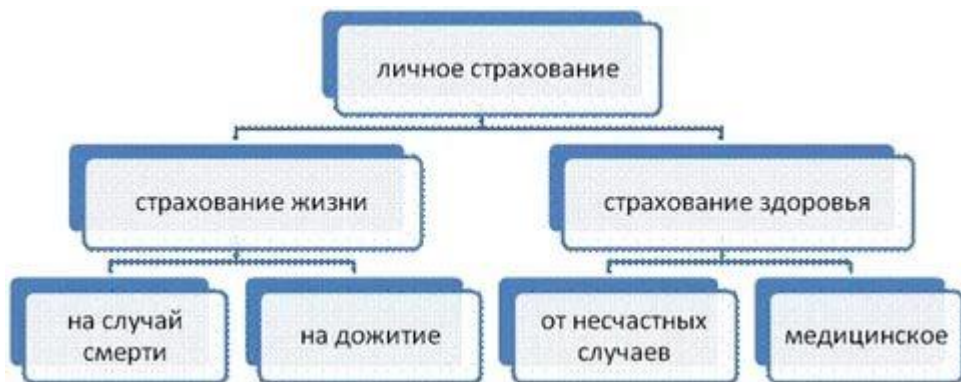 личное страхование
страхование жизни
страхование здоровья
на случай
смерти
на дожитие
от несчастных
случаев
медицинское